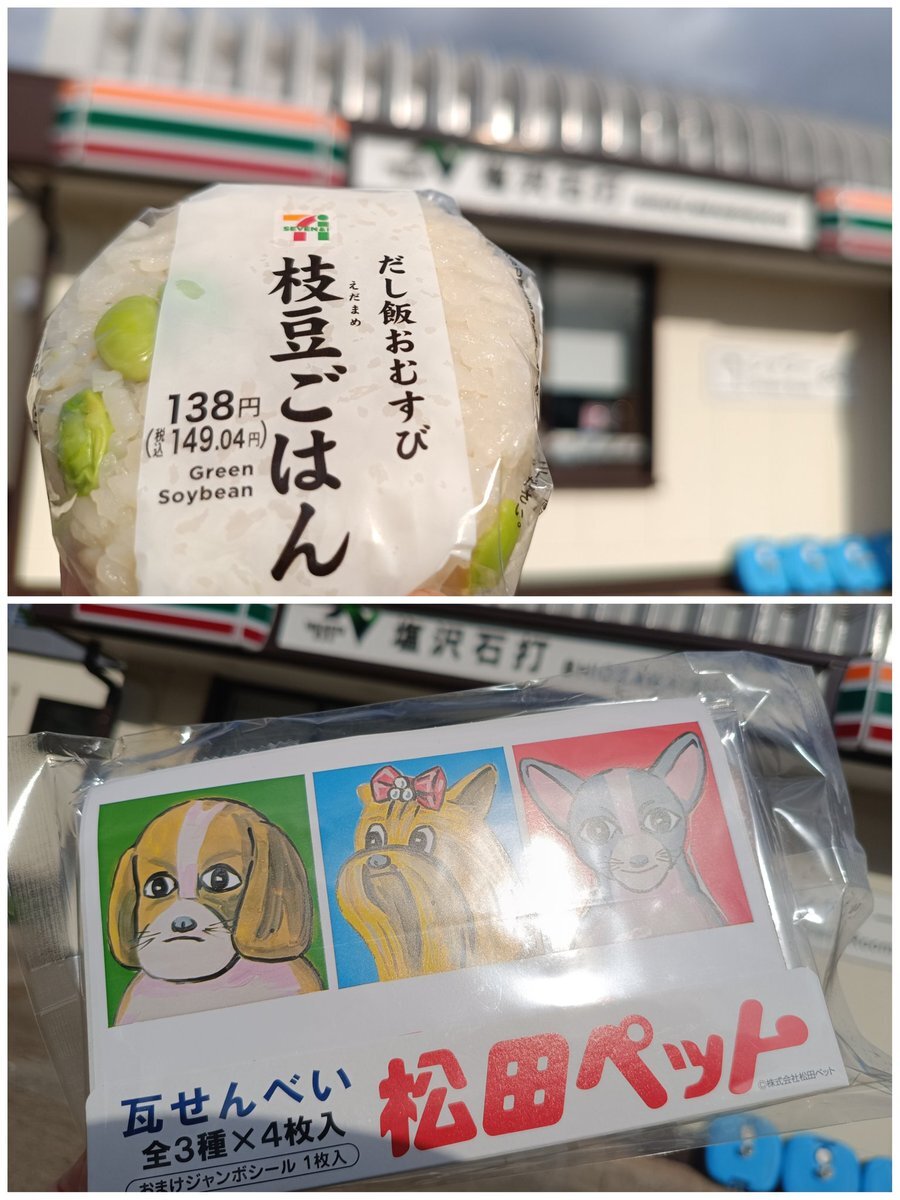 SEVEN&i
だし飯おむすび
枝豆ごはん
えだまめ
138円
(税込149.04円)
Green
Soybean
ださい。
塩沢石打
塩沢石打
松田ペット
©株式会社松田ペット
瓦せんべい
全3種×4枚入
おまけジャンボシール 1枚入